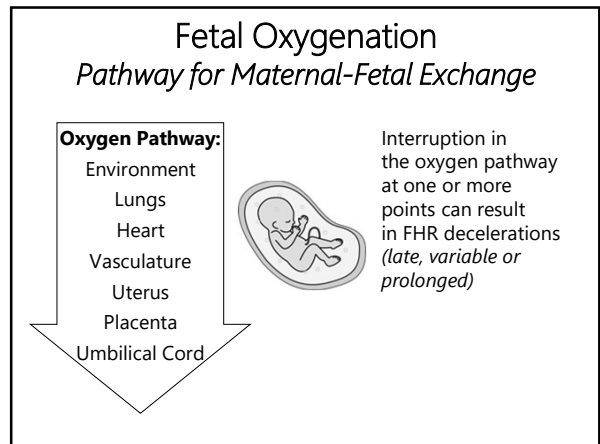 Fetal Oxygenation
Pathway for Maternal-Fetal Exchange
Oxygen Pathway:
Environment
Lungs
Heart
Vasculature
Uterus
Placenta
Umbilical Cord
Interruption in
the oxygen pathway
at one or more
points can result
in FHR decelerations
(late, variable or
prolonged)